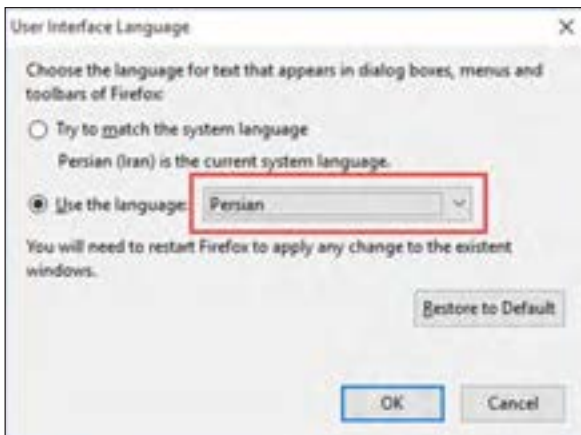 User Interface Language
Choose the language for text that appears in dialog boxes, menus and
toolbars of Firefox:
Try to match the system language
Persian (Iran) is the current system language.
Use the language: Persian
You will need to restart Firefox to apply any change to the existent
windows.
Restore to Default
OK Cancel